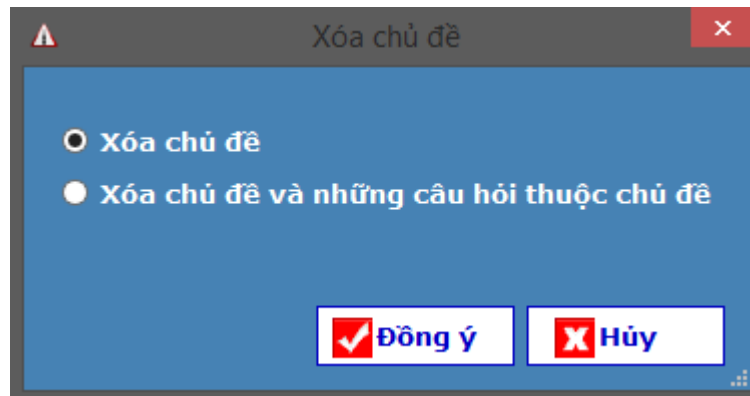 Xóa chủ đề
Xóa chủ đề
Xóa chủ đề và những câu hỏi thuộc chủ đề
Đồng ý
Hủy